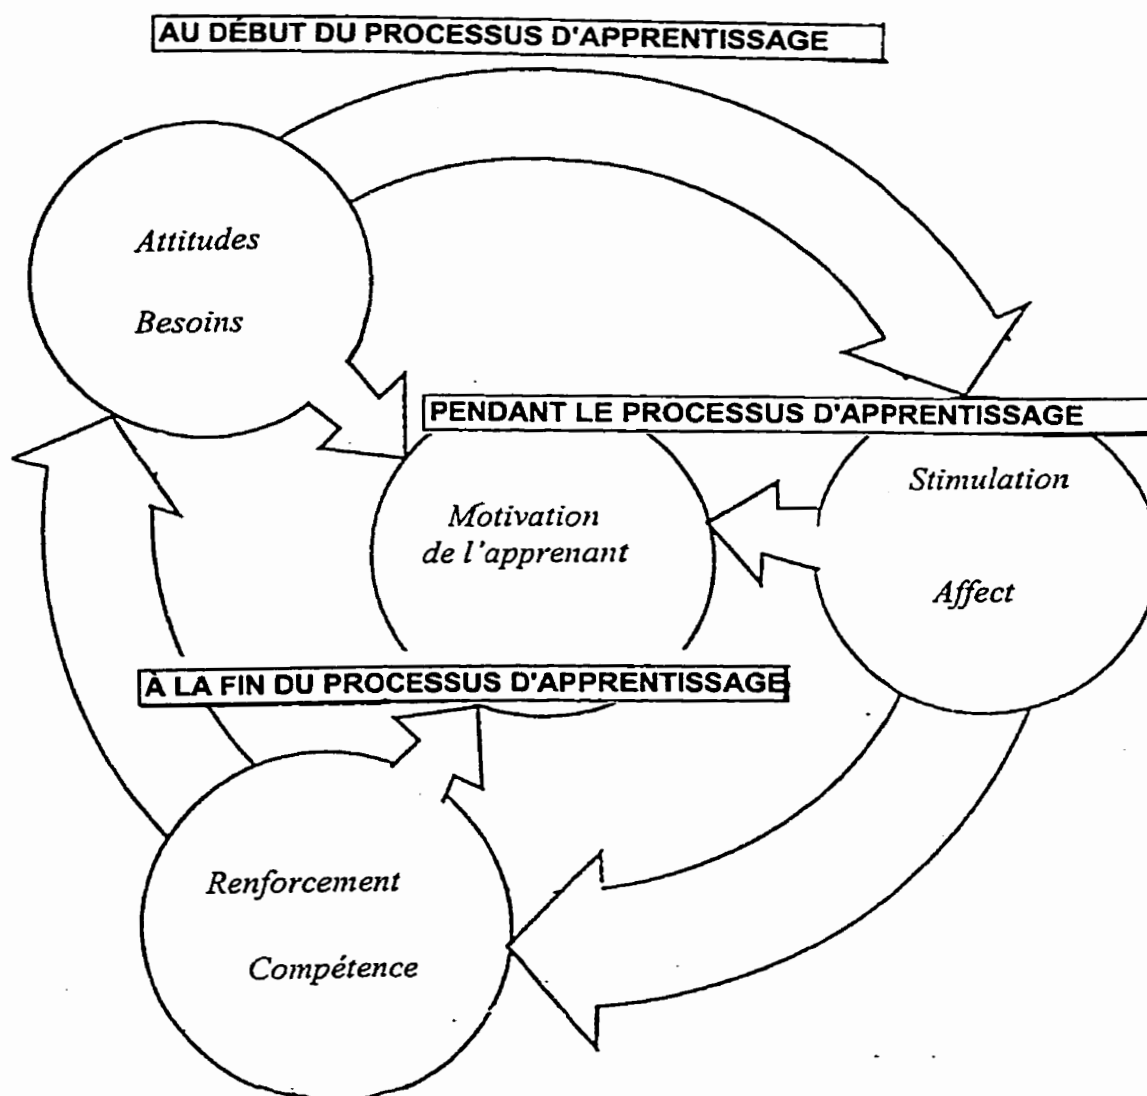 AU DÉBUT DU PROCESSUS D'APPRENTISSAGE
Attitudes
Besoins
PENDANT LE PROCESSUS D'APPRENTISSAGE
Stimulation
Affect
Motivation
de l'apprenant
À LA FIN DU PROCESSUS D'APPRENTISSAGE
Renforcement
Compétence